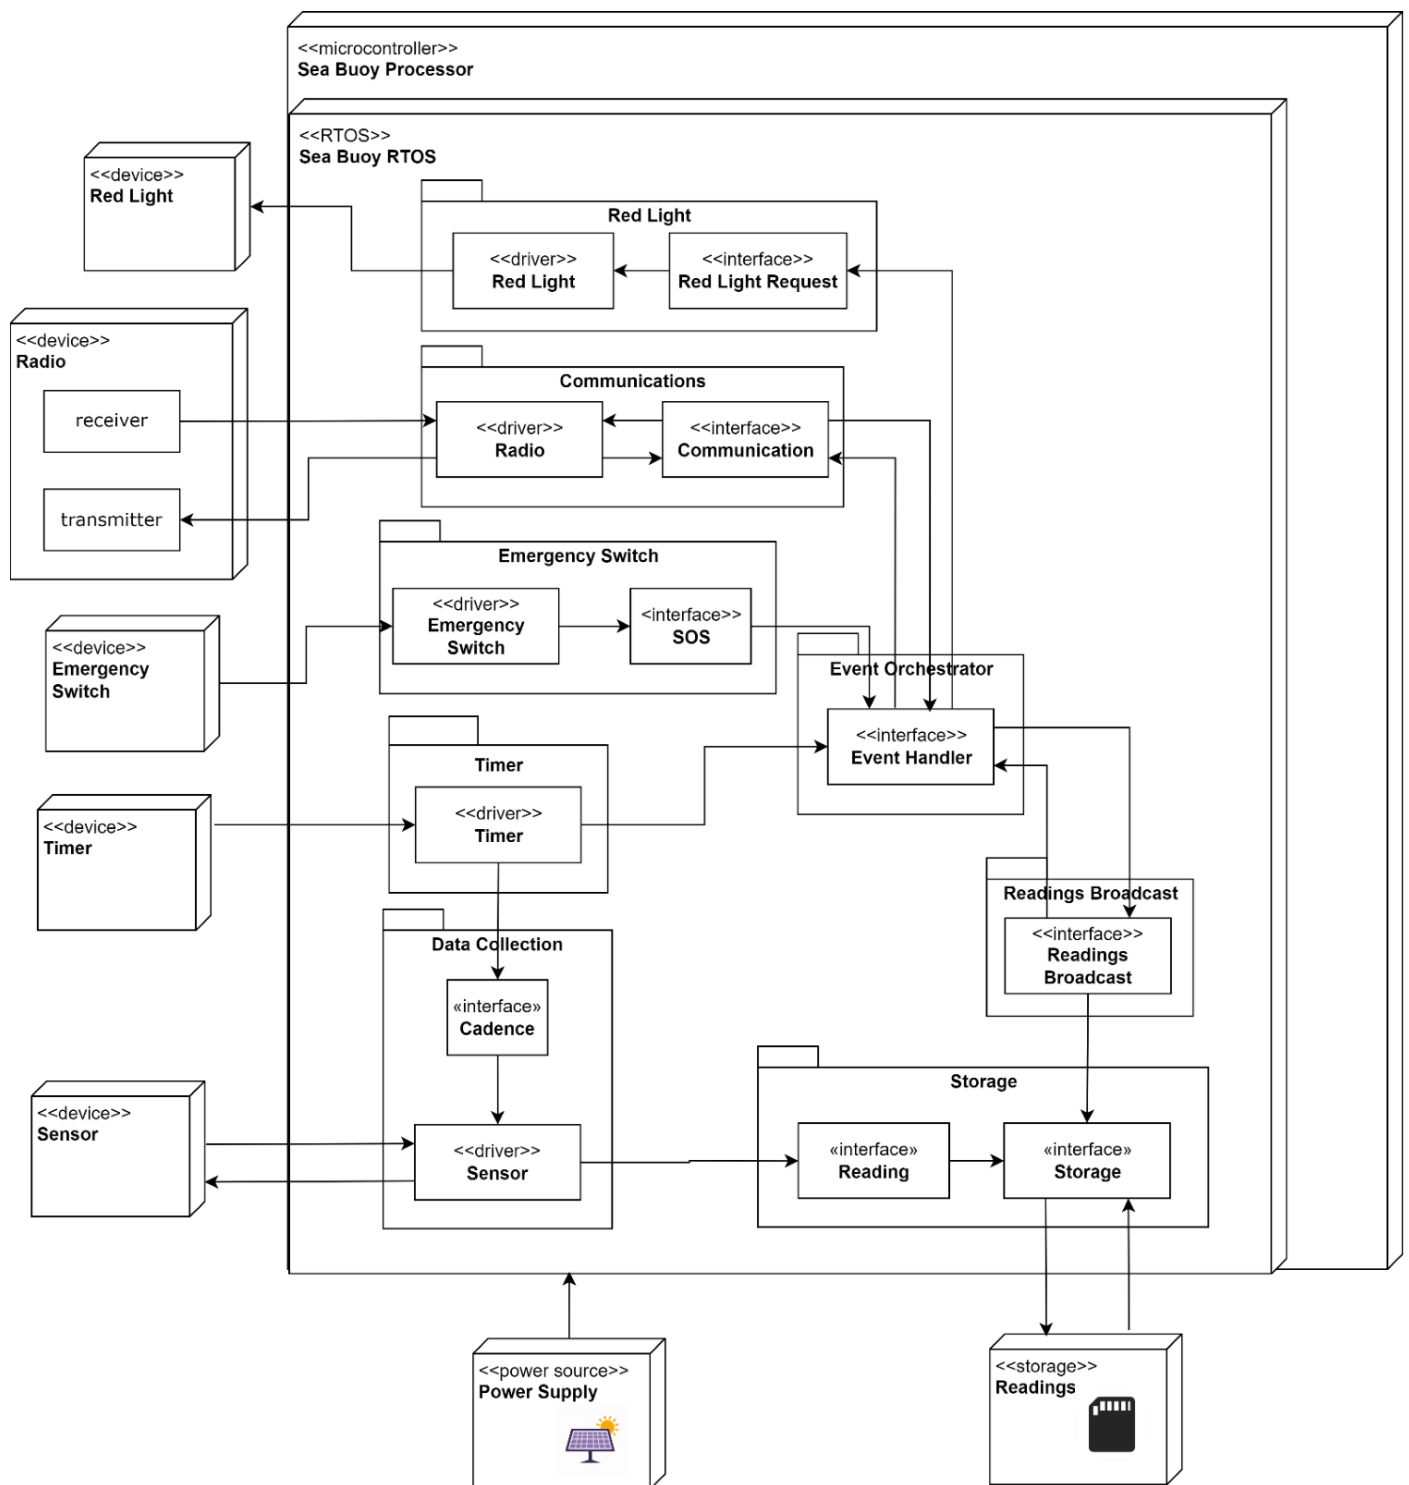 <<microcontroller>>
Sea Buoy Processor
<<RTOS>>
Sea Buoy RTOS
<<device>>
Red Light
Red Light
<<driver>>
Red Light
<<interface>>
Red Light Request
<<device>>
Radio
receiver
transmitter
Communications
<<driver>>
Radio
<<interface>>
Communication
Emergency Switch
<<driver>>
Emergency
Switch
<interface>>
SOS
<<device>>
Emergency
Switch
Event Orchestrator
<<interface>>
Event Handler
Timer
<<driver>>
Timer
<<device>>
Timer
Readings Broadcast
<<interface>>
Readings
Broadcast
Data Collection
«interface»
Cadence
<<driver>>
Sensor
<<device>>
Sensor
Storage
«interface»
Reading
«interface»
Storage
<<power source>>
Power Supply
<<storage>>
Readings